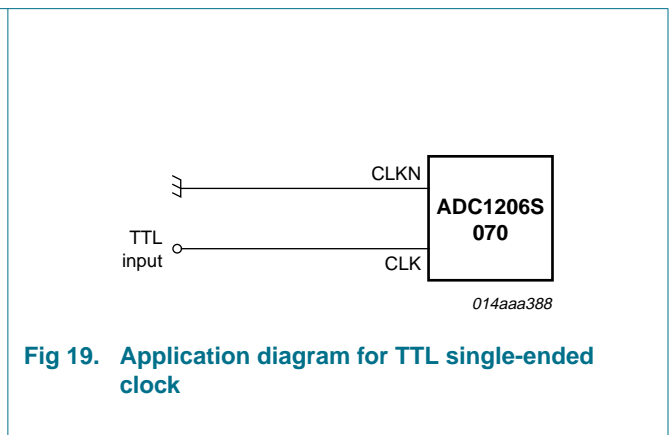 CLKN
ADC1206S
070
TTL
input
CLK
014aaa388
Fig 19. Application diagram for TTL single-ended
clock